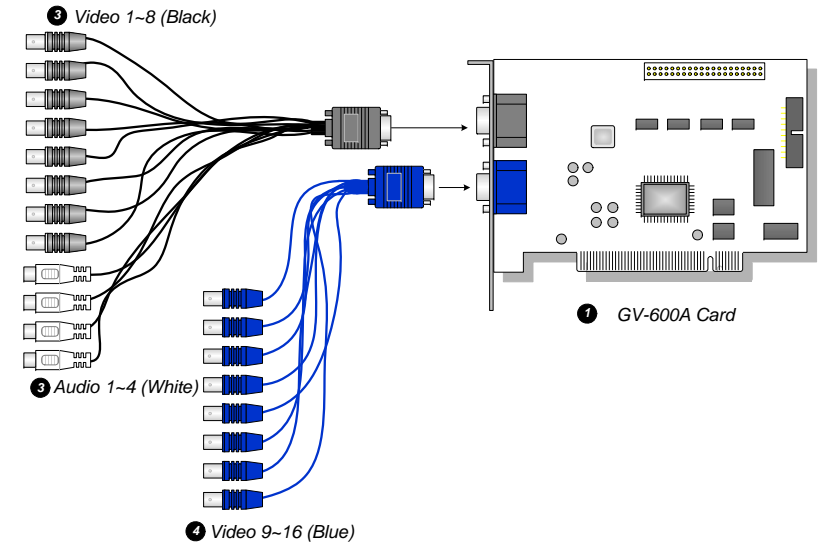 3 Video 1~8 (Black)
1 GV-600A Card
3 Audio 1~4 (White)
4 Video 9~16 (Blue)